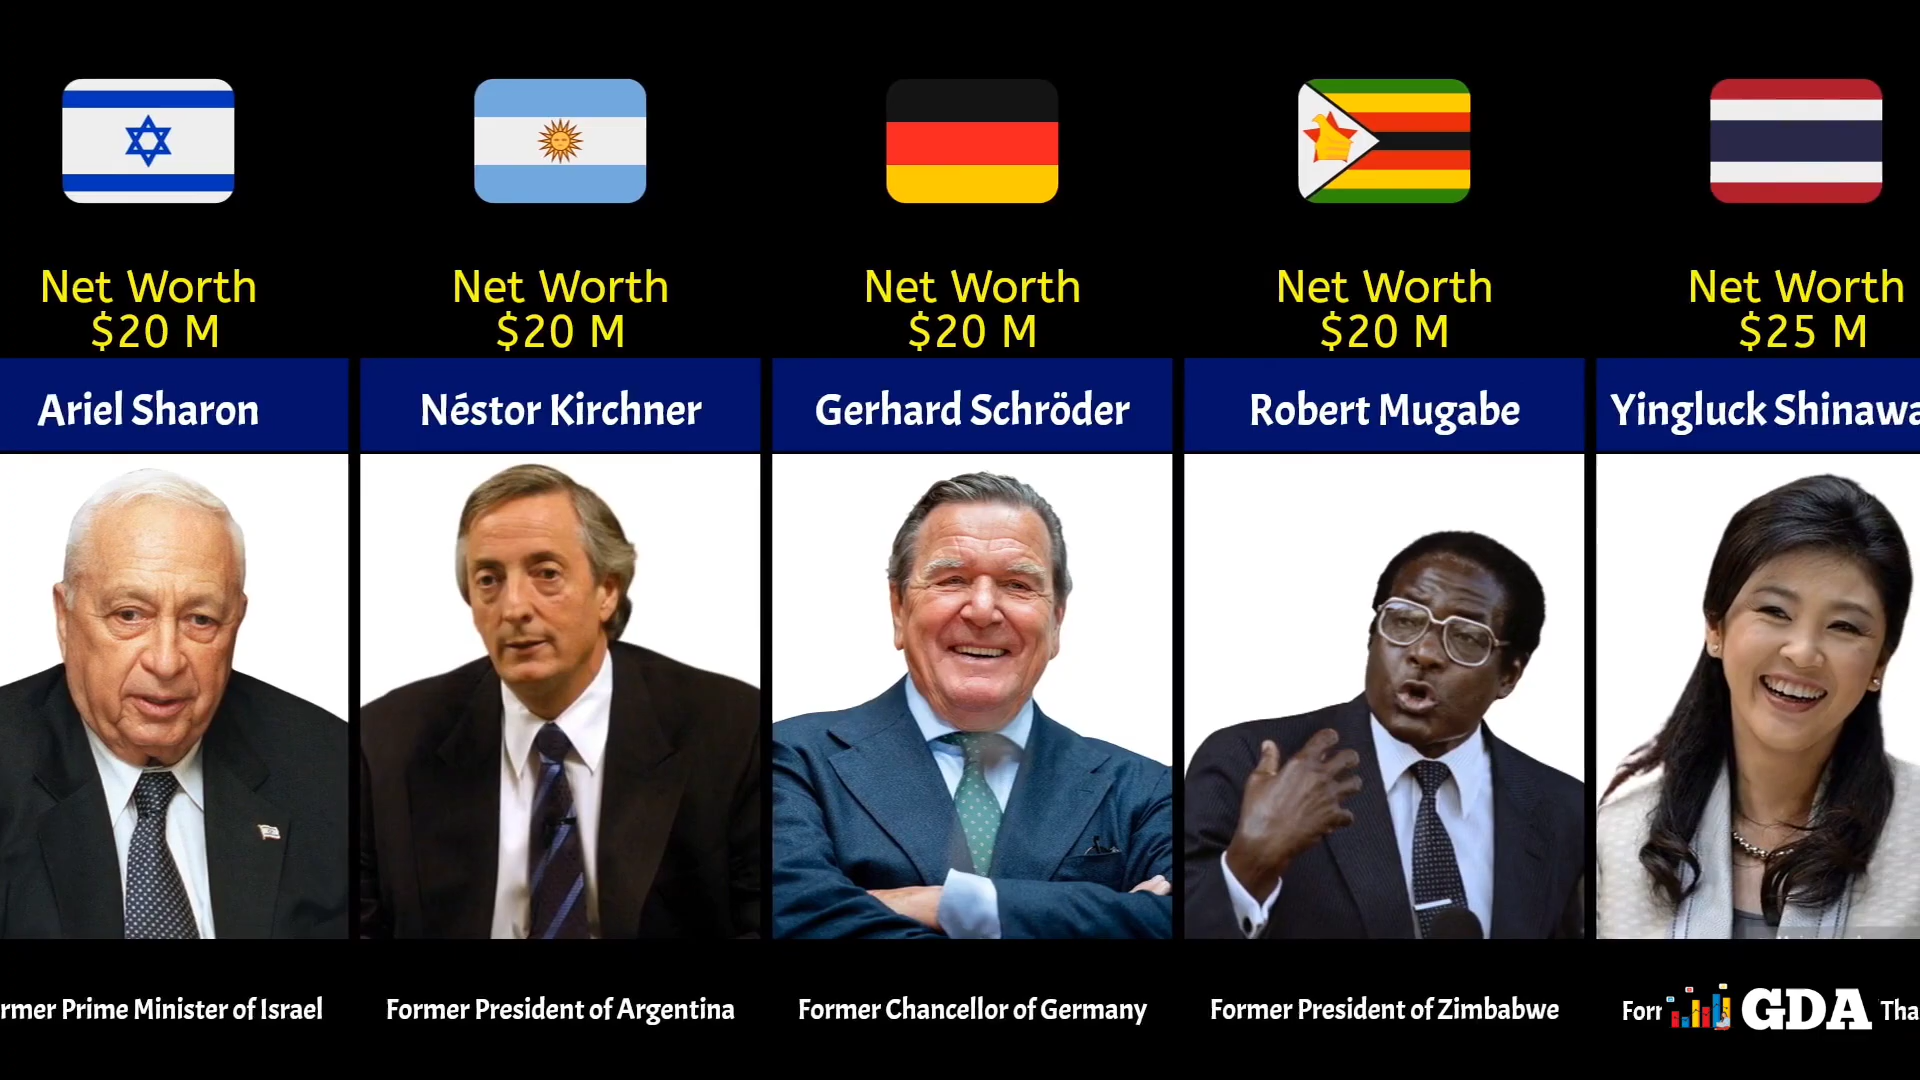 Net Worth
$20 M
Ariel Sharon
rmer Prime Minister of Israel
Net Worth
$20 M
Néstor Kirchner
Former President of Argentina
Net Worth
$20 M
Gerhard Schröder
Former Chancellor of Germany
Net Worth
$20 M
Robert Mugabe
Former President of Zimbabwe
Net Worth
$25 M
Yingluck Shinawa
Forr
Tha
GDA